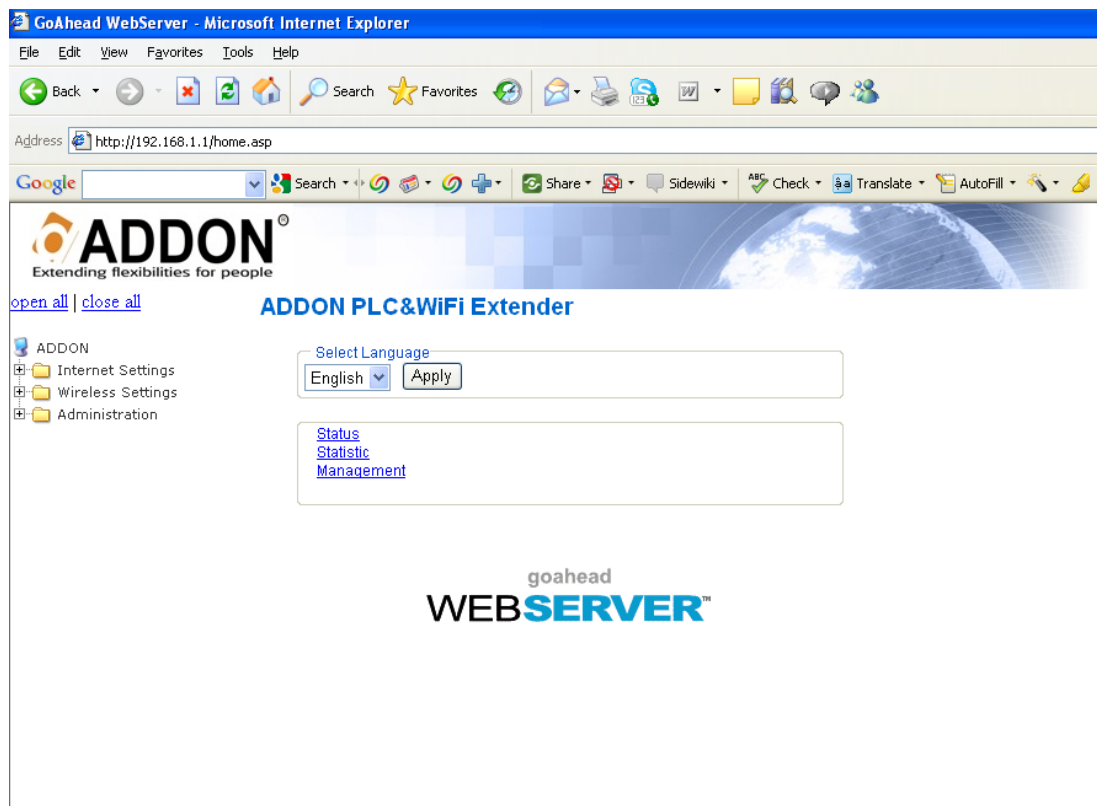 GoAhead WebServer - Microsoft Internet Explorer
File Edit View Favorites Tools Help
Back Search Favorites
Address http://192.168.1.1/home.asp
Google Search Share Sidewiki ABC Check âa Translate AutoFill
ADDON®
Extending flexibilities for people
open all | close all
ADDON PLC&WiFi Extender
ADDON
Internet Settings
Wireless Settings
Administration
Select Language
English Apply
Status
Statistic
Management
goahead
WEBSERVER™